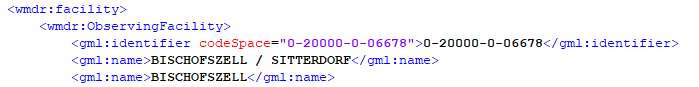 <wmdr:facility>
<wmdr:ObservingFacility>
<gml:identifier codeSpace="0-20000-0-06678">0-20000-0-06678</gml:identifier>
<gml:name>BISCHOFSZELL / SITTERDORF</gml:name>
<gml:name>BISCHOFSZELL</gml:name>